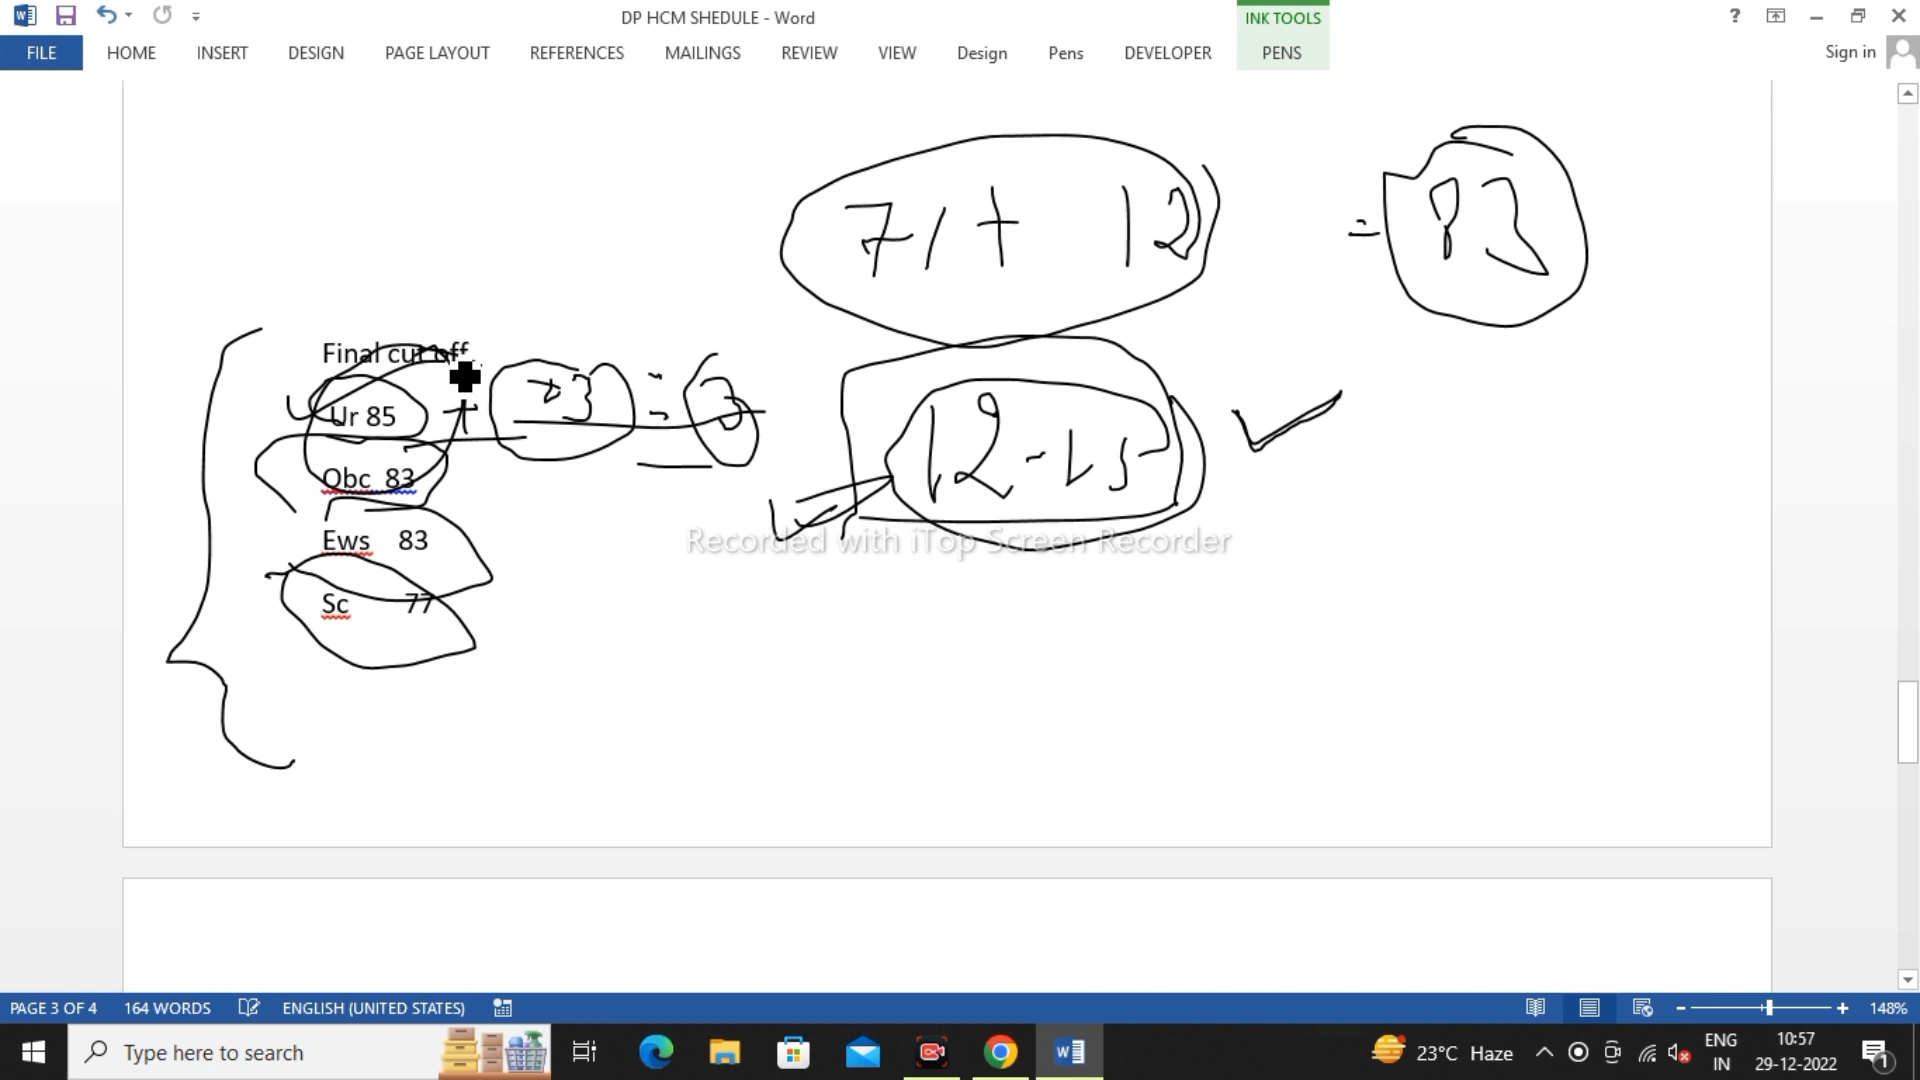 DP HCM SHEDULE - Word
INK TOOLS
?
FILE HOME INSERT DESIGN PAGE LAYOUT REFERENCES MAILINGS REVIEW VIEW Design Pens DEVELOPER PENS
Sign in
71+ 12 = 83
Final cut off
Ur 85 +
Obc 83
12-15
Ews 83
Recorded with iTop Screen Recorder
Sc 77
PAGE 3 OF 4 164 WORDS ENGLISH (UNITED STATES) 148%
Type here to search
23°C Haze
ENG
IN
10:57
29-12-2022
1